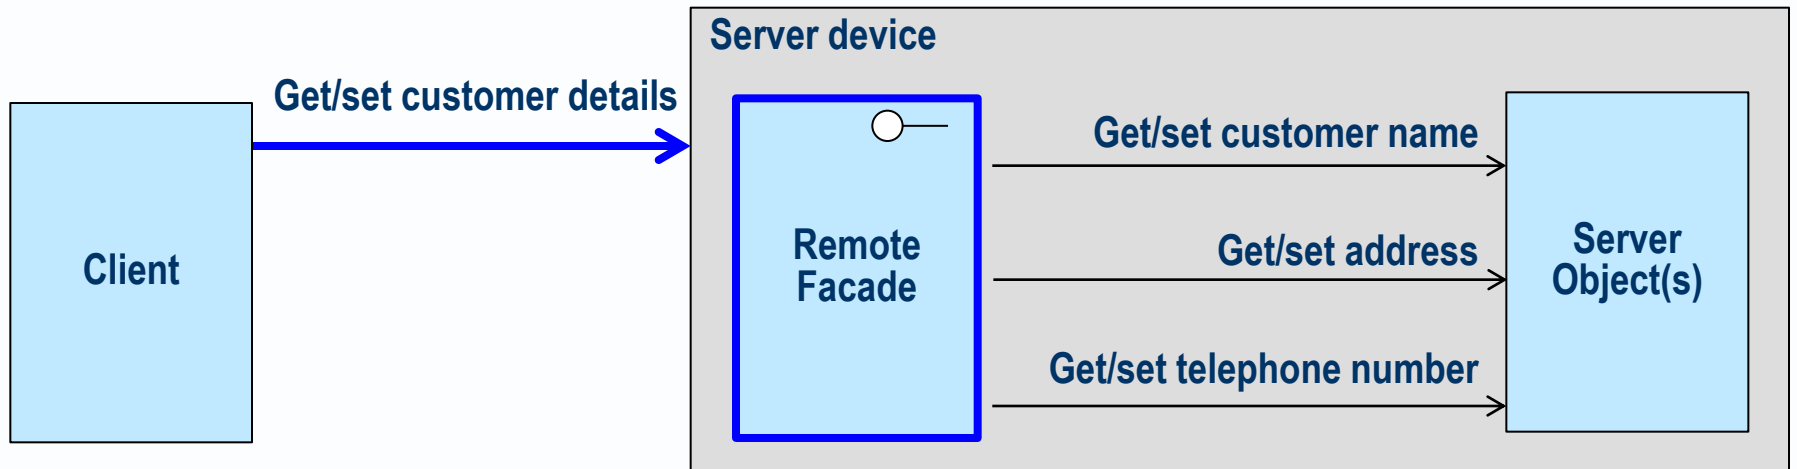 Server device
Get/set customer details
Client
Remote
Facade
Get/set customer name
Get/set address
Get/set telephone number
Server
Object(s)